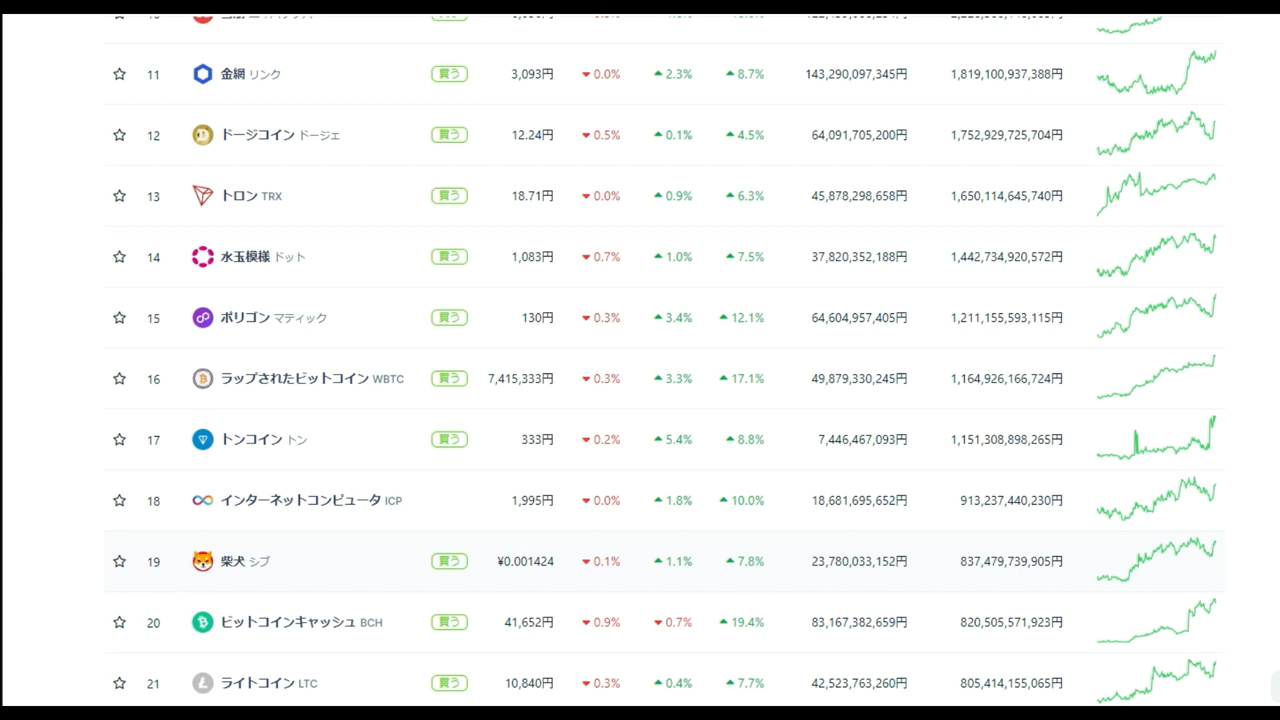 11 金網 リンク 買う 3,093円 0.0% 2.3% 8.7% 143,290,097,345円 1,819,100,937,388円
12 ドージコイン ドージェ 買う 12.24円 0.5% 0.1% 4.5% 64,091,705,200円 1,752,929,725,704円
13 トロン TRX 買う 18.71円 0.0% 0.9% 6.3% 45,878,298,658円 1,650,114,645,740円
14 水玉模様 ドット 買う 1,083円 0.7% 1.0% 7.5% 37,820,352,188円 1,442,734,920,572円
15 ポリゴン マティック 買う 130円 0.3% 3.4% 12.1% 64,604,957,405円 1,211,155,593,115円
16 ラップされたビットコイン WBTC 買う 7,415,333円 0.3% 3.3% 17.1% 49,879,330,245円 1,164,926,166,724円
17 トンコイン トン 買う 333円 0.2% 5.4% 8.8% 7,446,467,093円 1,151,308,898,265円
18 インターネットコンピュータ ICP 買う 1,995円 0.0% 1.8% 10.0% 18,681,695,652円 913,237,440,230円
19 柴犬 シブ 買う ¥0.001424 0.1% 1.1% 7.8% 23,780,033,152円 837,479,739,905円
20 ビットコインキャッシュ BCH 買う 41,652円 0.9% 0.7% 19.4% 83,167,382,659円 820,505,571,923円
21 ライトコイン LTC 買う 10,840円 0.3% 0.4% 7.7% 42,523,763,260円 805,414,155,065円